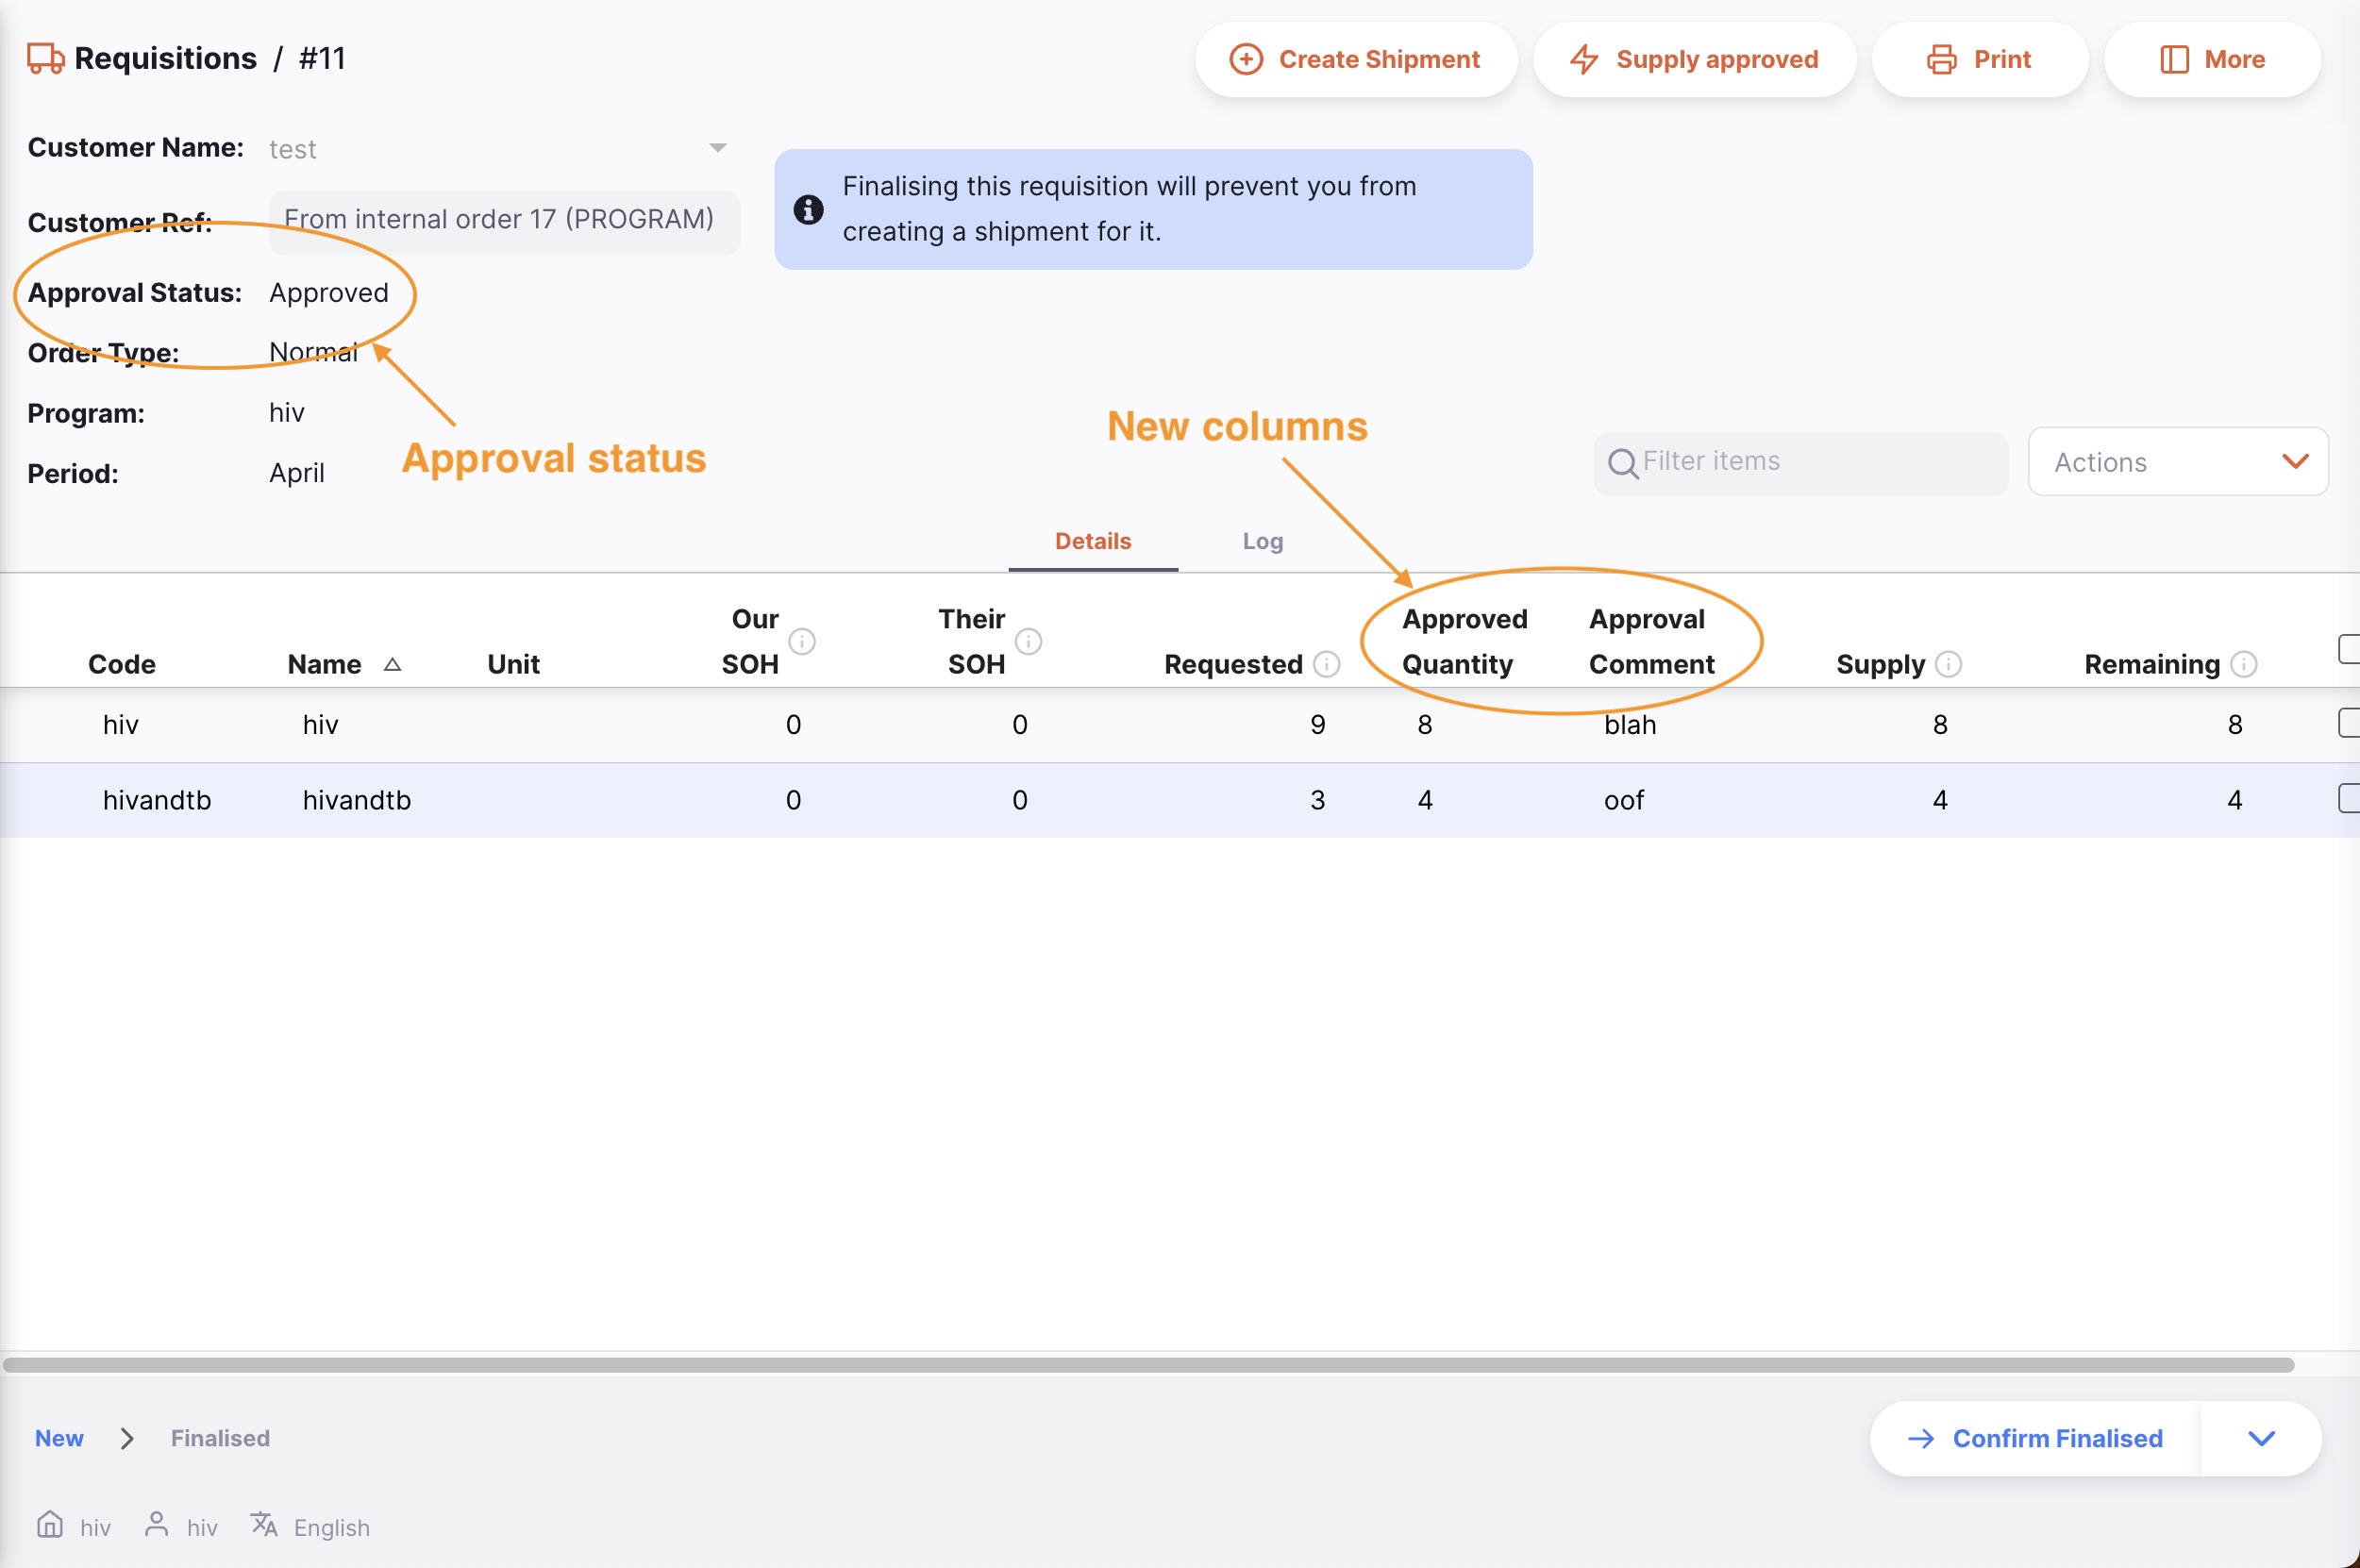 Requisitions / #11
Create Shipment
Supply approved
Print
More
Customer Name: test
Customer Ref: From internal order 17 (PROGRAM)
Finalising this requisition will prevent you from
creating a shipment for it.
Approval Status: Approved
Order Type: Normal
Program: hiv
Period: April
Approval status
New columns
Filter items
Actions
Details
Log
Code Name Unit Our SOH Their SOH Requested Approved Quantity Approval Comment Supply Remaining
hiv hiv 0 0 9 8 blah 8 8
hivandtb hivandtb 0 0 3 4 oof 4 4
New > Finalised
Confirm Finalised
hiv hiv English